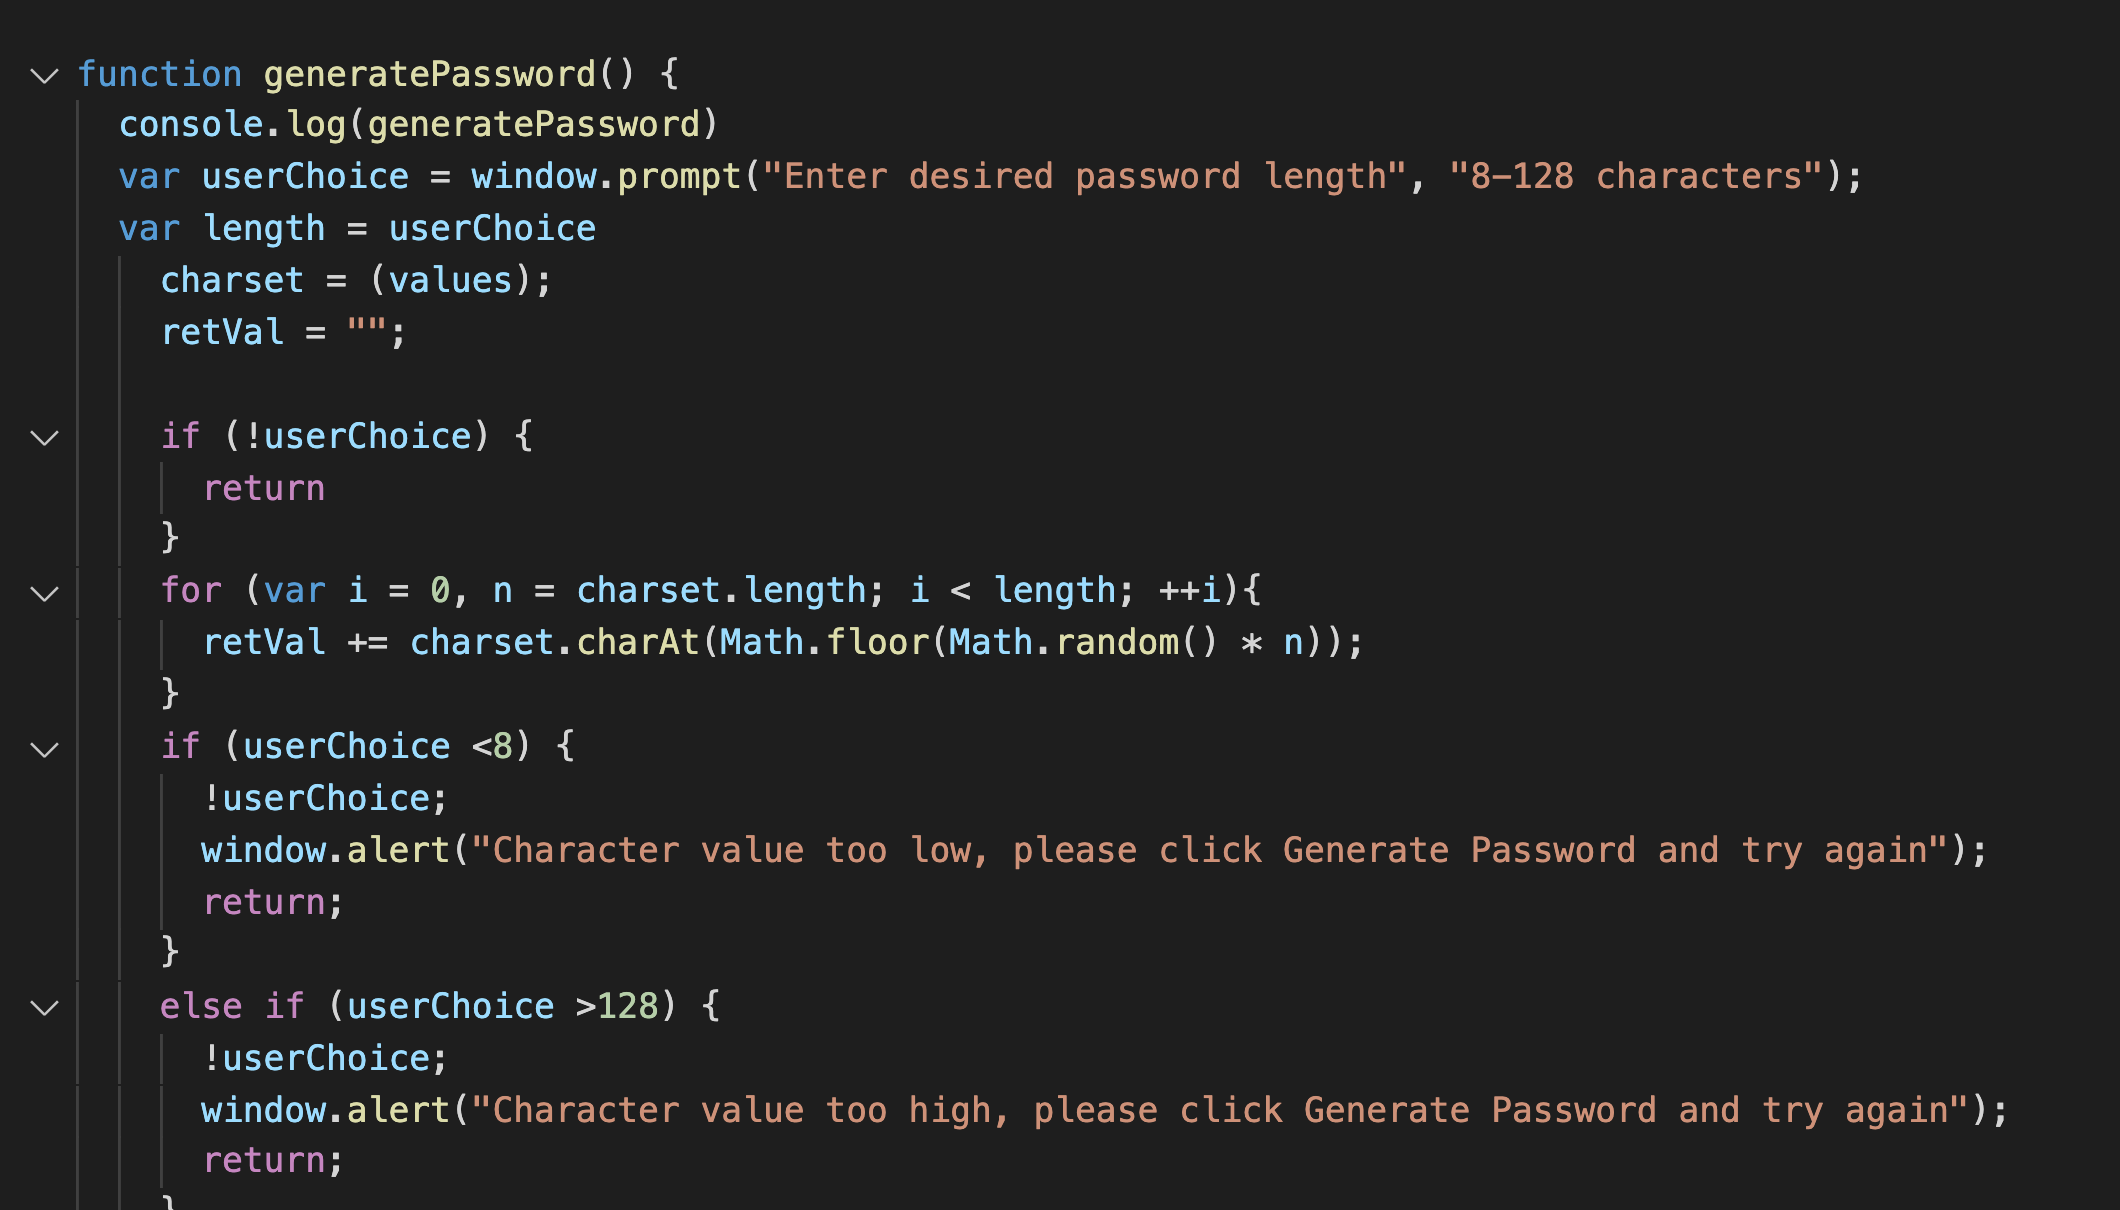 function generatePassword() {
console.log(generatePassword)
var userChoice = window.prompt("Enter desired password length", "8-128 characters");
var length = userChoice
charset = (values);
retVal = "";
if (!userChoice) {
return
}
for (var i = 0, n = charset.length; i < length; ++i){
retVal += charset.charAt(Math.floor(Math.random() * n));
}
if (userChoice <8) {
!userChoice;
window.alert("Character value too low, please click Generate Password and try again");
return;
}
else if (userChoice >128) {
!userChoice;
window.alert("Character value too high, please click Generate Password and try again");
return;
}